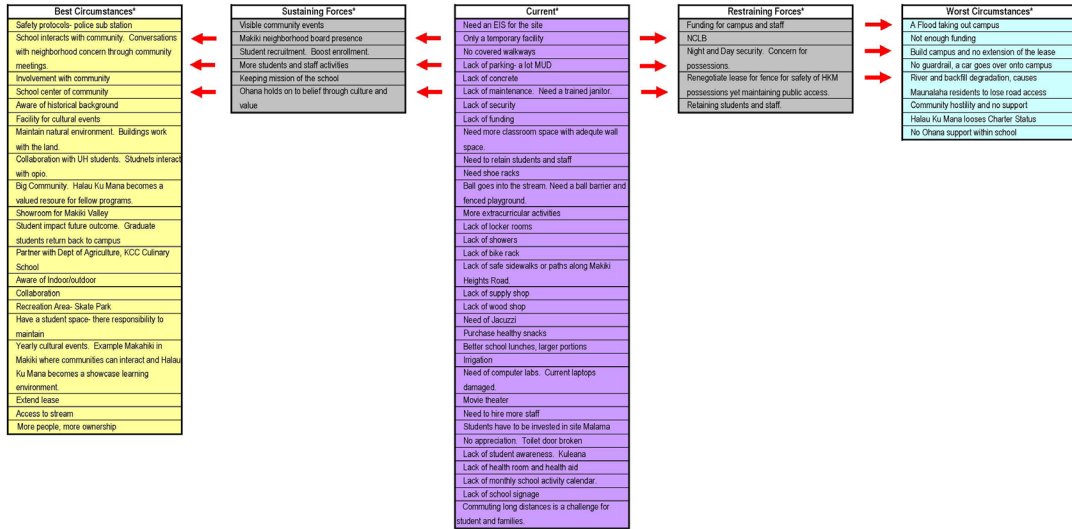 Best Circumstances*
Safety protocols- police sub station
School interacts with community. Conversations
with neighborhood concern through community
meetings.
Involvement with community
School center of community
Aware of historical background
Facility for cultural events
Maintain natural environment. Buildings work
with the land.
Collaboration with UH students. Studnets interact
with opio.
Big Community. Halau Ku Mana becomes a
valued resoure for fellow programs.
Showroom for Makiki Valley
Student impact future outcome. Graduate
students return back to campus
Partner with Dept of Agriculture, KCC Culinary
School
Aware of Indoor/outdoor
Collaboration
Recreation Area- Skate Park
Have a student space- there responsibility to
maintain
Yearly cultural events. Example Makahiki in
Makiki where communities can interact and Halau
Ku Mana becomes a showcase learning
environment.
Extend lease
Access to stream
More people, more ownership
Sustaining Forces*
Visible community events
Makiki neighborhood board presence
Student recruitment. Boost enrollment.
More students and staff activities
Keeping mission of the school
Ohana holds on to belief through culture and
value
Current*
Need an EIS for the site
Only a temporary facility
No covered walkways
Lack of parking- a lot MUD
Lack of concrete
Lack of maintenance. Need a trained janitor.
Lack of security
Lack of funding
Need more classroom space with adequte wall
space.
Need to retain students and staff
Need shoe racks
Ball goes into the stream. Need a ball barrier and
fenced playground.
More extracurricular activities
Lack of locker rooms
Lack of showers
Lack of bike rack
Lack of safe sidewalks or paths along Makiki
Heights Road.
Lack of supply shop
Lack of wood shop
Need of Jacuzzi
Purchase healthy snacks
Better school lunches, larger portions
Irrigation
Need of computer labs. Current laptops
damaged.
Movie theater
Need to hire more staff
Students have to be invested in site Malama
No appreciation. Toilet door broken
Lack of student awareness. Kuleana
Lack of health room and health aid
Lack of monthly school activity calendar.
Lack of school signage
Commuting long distances is a challenge for
student and families.
Restraining Forces*
Funding for campus and staff
NCLB
Night and Day security. Concern for
possessions.
Renegotiate lease for fence for safety of HKM
possessions yet maintaining public access.
Retaining students and staff.
Worst Circumstances*
A Flood taking out campus
Not enough funding
Build campus and no extension of the lease
No guardrail, a car goes over onto campus
River and backfill degradation, causes
Maunalaha residents to lose road access
Community hostility and no support
Halau Ku Mana looses Charter Status
No Ohana support within school